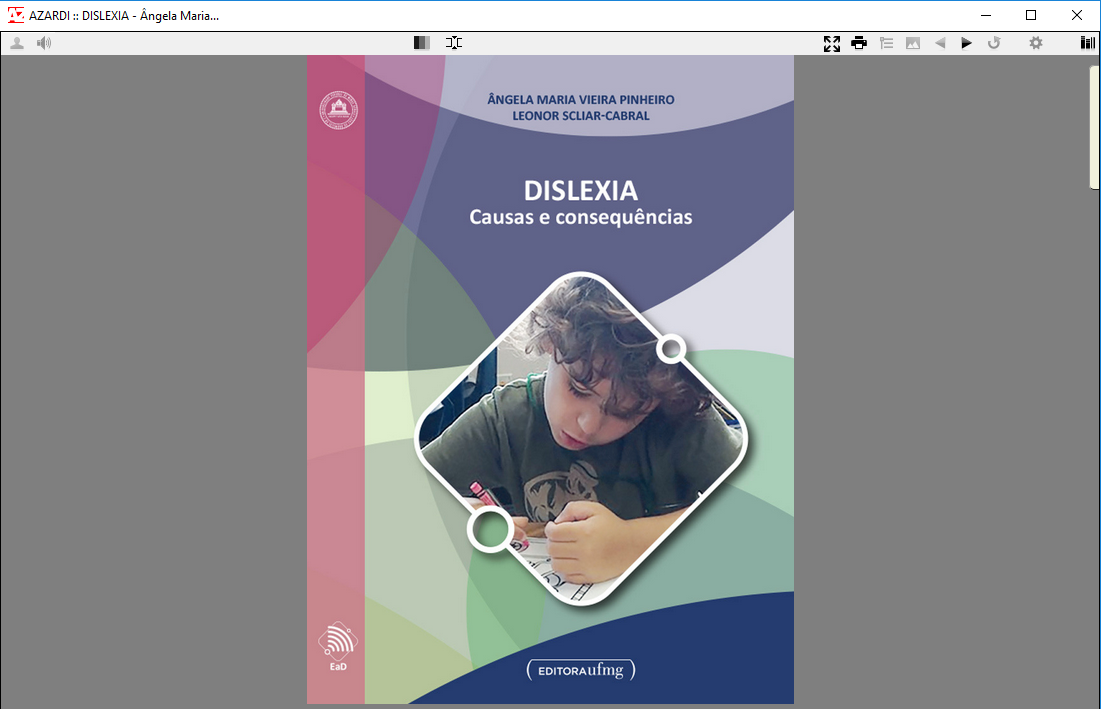 AZARDI :: DISLEXIA - Ângela Maria...
ÂNGELA MARIA VIEIRA PINHEIRO
LEONOR SCLIAR-CABRAL
DISLEXIA
Causas e consequências
EaD
EDITORA ufmg